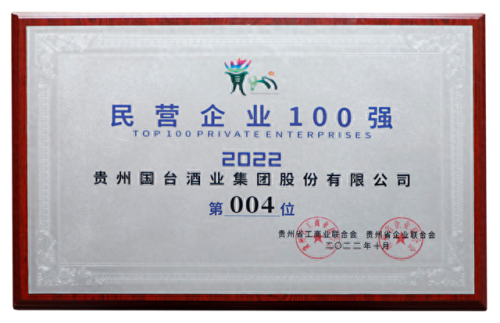 民营企业100强
TOP 100 PRIVATE ENTERPRISES
2022
贵州国台酒业集团股份有限公司
第004位
贵州省工商业联合会 贵州省企业联合会
二〇二二年十月